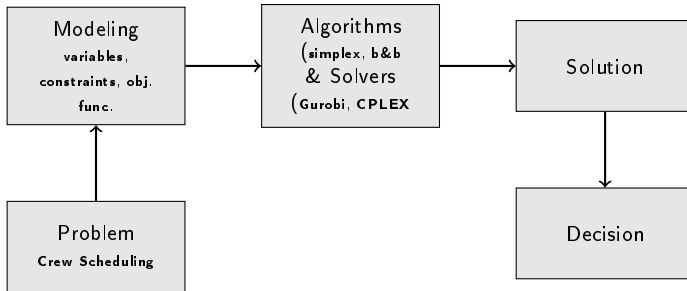 Modeling
variables,
constraints, obj.
func.
Algorithms
(simplex, b&b
& Solvers
(Gurobi, CPLEX
Solution
Problem
Crew Scheduling
Decision